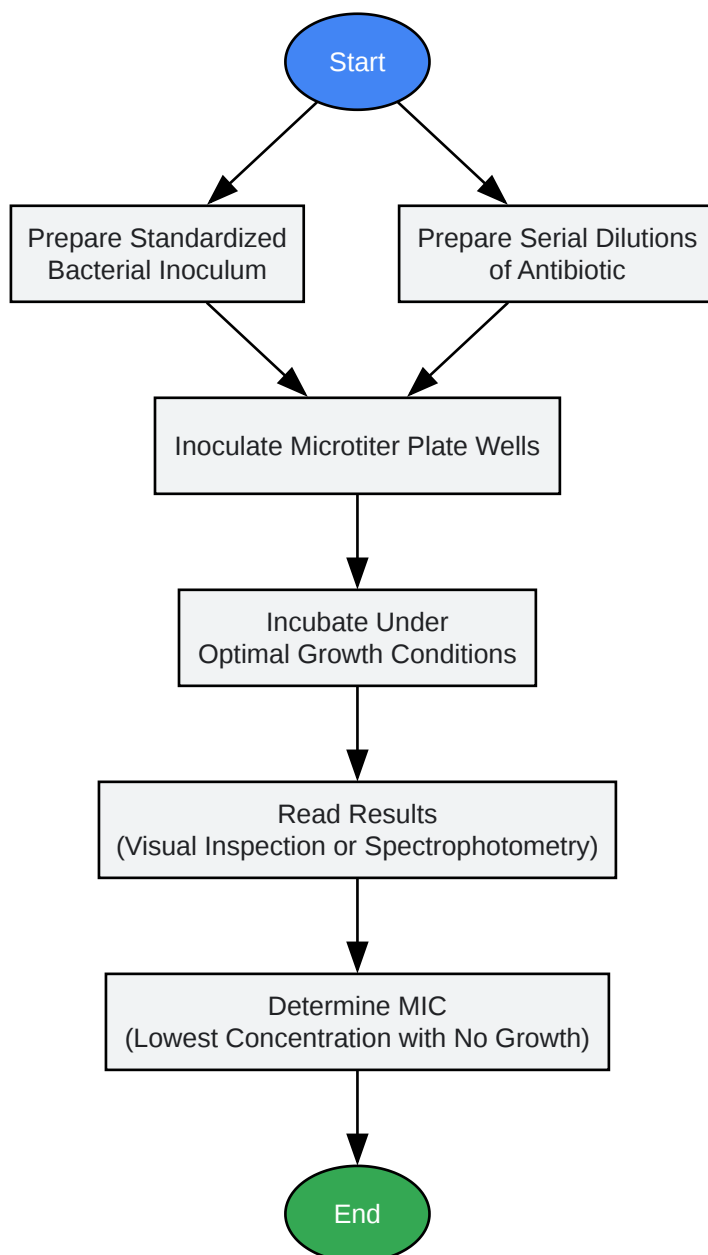 Start
Prepare Standardized
Bacterial Inoculum
Prepare Serial Dilutions
of Antibiotic
Inoculate Microtiter Plate Wells
Incubate Under
Optimal Growth Conditions
Read Results
(Visual Inspection or Spectrophotometry)
Determine MIC
(Lowest Concentration with No Growth)
End